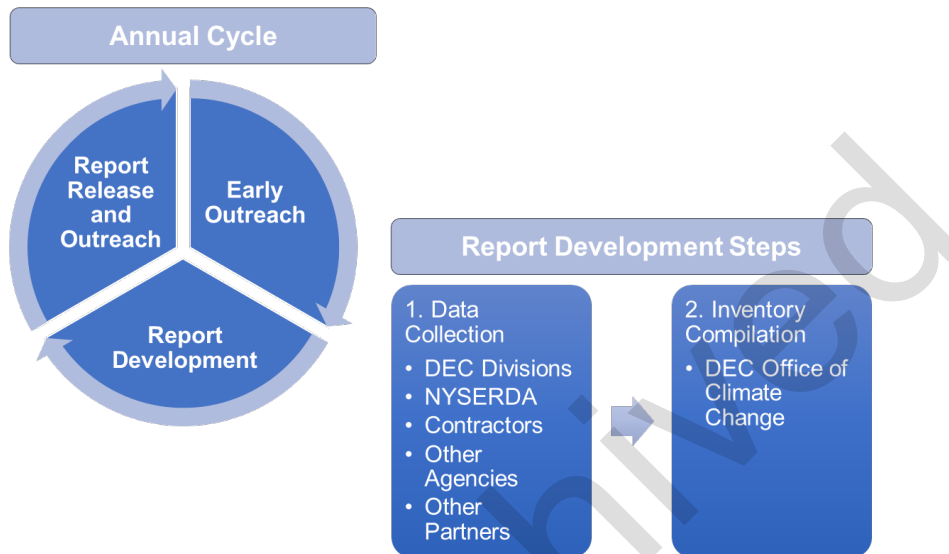 Annual Cycle
Report
Release
and
Outreach
Early
Outreach
Report
Development
Report Development Steps
1. Data
Collection
• DEC Divisions
• NYSERDA
• Contractors
• Other
Agencies
• Other
Partners
2. Inventory
Compilation
• DEC Office of
Climate
Change
hived